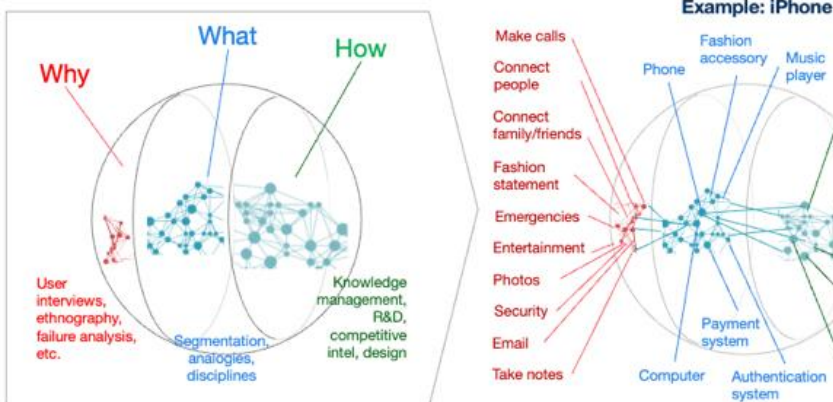 Why
What
How
User
interviews,
ethnography,
failure analysis,
etc.
Segmentation,
analogies,
disciplines
Knowledge
management,
R&D,
competitive
intel, design
Example: iPhone
Make calls
Connect
people
Connect
family/friends
Fashion
statement
Emergencies
Entertainment
Photos
Security
Email
Take notes
Phone
Fashion
accessory
Music
player
Computer
Payment
system
Authentication
system